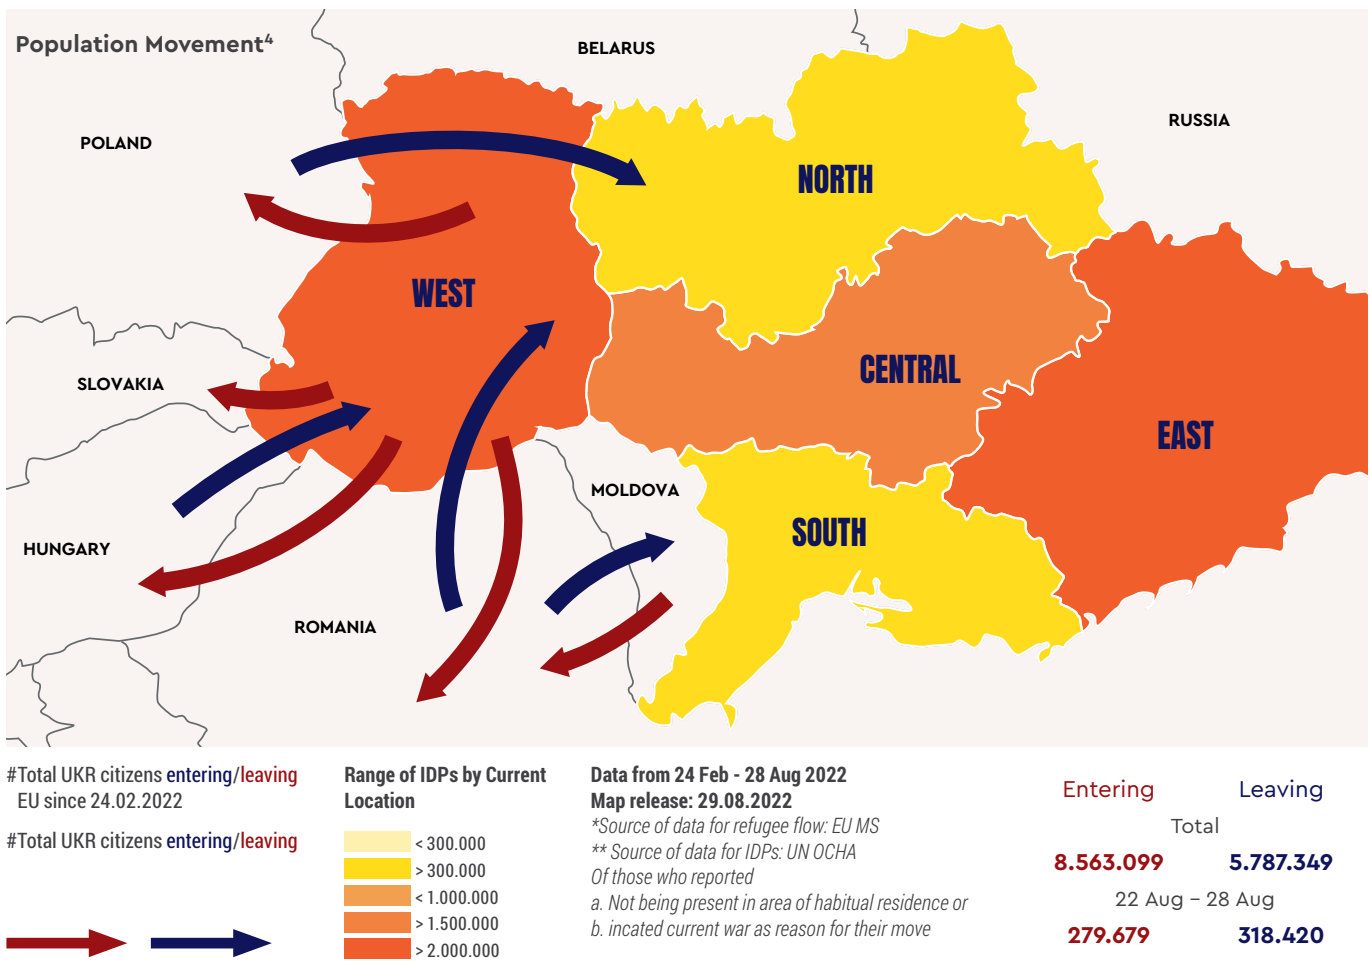 Population Movement⁴
BELARUS
RUSSIA
POLAND
NORTH
WEST
CENTRAL
SLOVAKIA
EAST
MOLDOVA
SOUTH
HUNGARY
ROMANIA
#Total UKR citizens entering/leaving
EU since 24.02.2022
#Total UKR citizens entering/leaving
Range of IDPs by Current
Location
< 300.000
> 300.000
< 1.000.000
> 1.500.000
> 2.000.000
Data from 24 Feb - 28 Aug 2022
Map release: 29.08.2022
*Source of data for refugee flow: EU MS
** Source of data for IDPs: UN OCHA
Of those who reported
a. Not being present in area of habitual residence or
b. incated current war as reason for their move
Entering Leaving
Total
8.563.099 5.787.349
22 Aug – 28 Aug
279.679 318.420